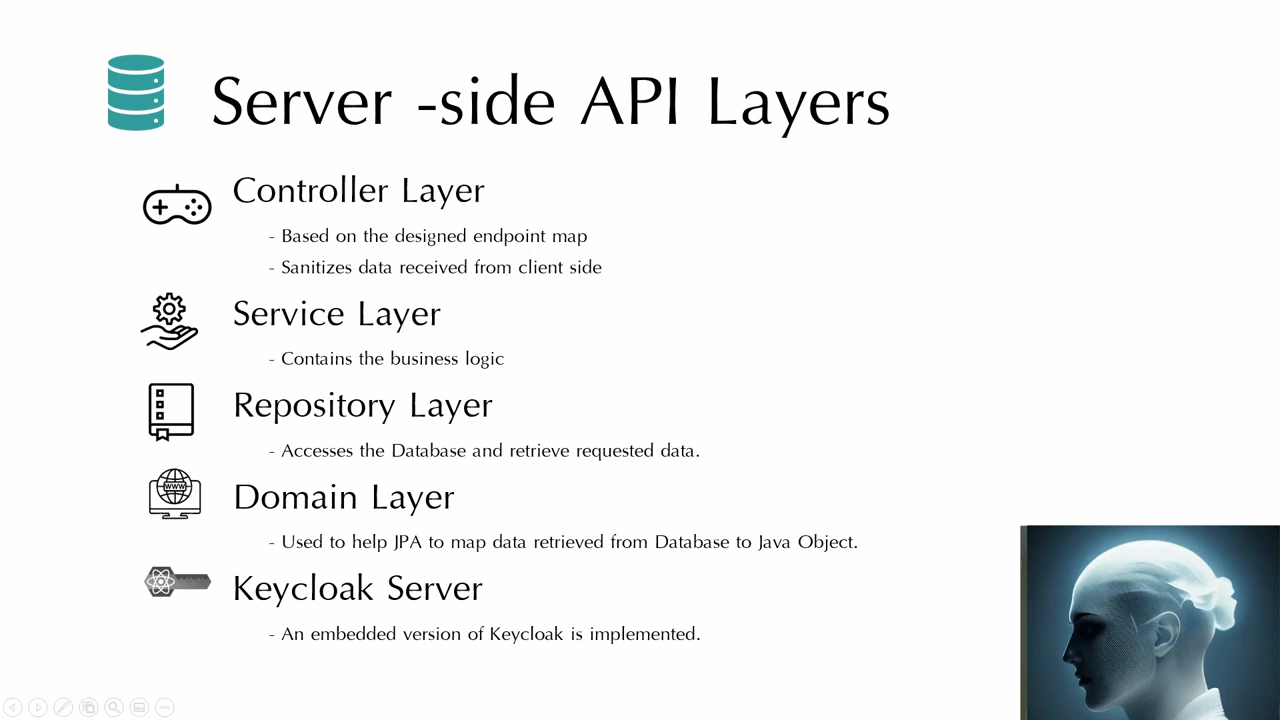 Server -side API Layers
Controller Layer
- Based on the designed endpoint map
- Sanitizes data received from client side
Service Layer
- Contains the business logic
Repository Layer
- Accesses the Database and retrieve requested data.
WWW
Domain Layer
- Used to help JPA to map data retrieved from Database to Java Object.
Keycloak Server
- An embedded version of Keycloak is implemented.